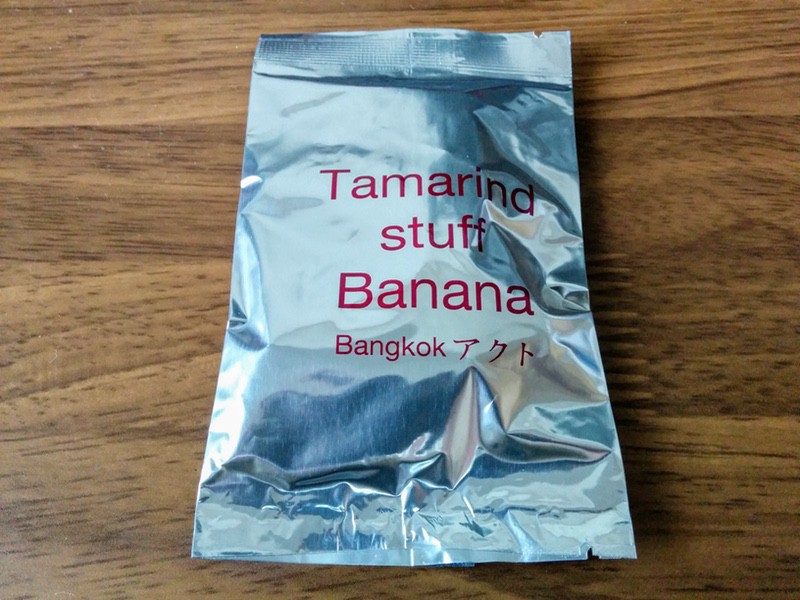 Tamarind
stuff
Banana
Bangkok アクト